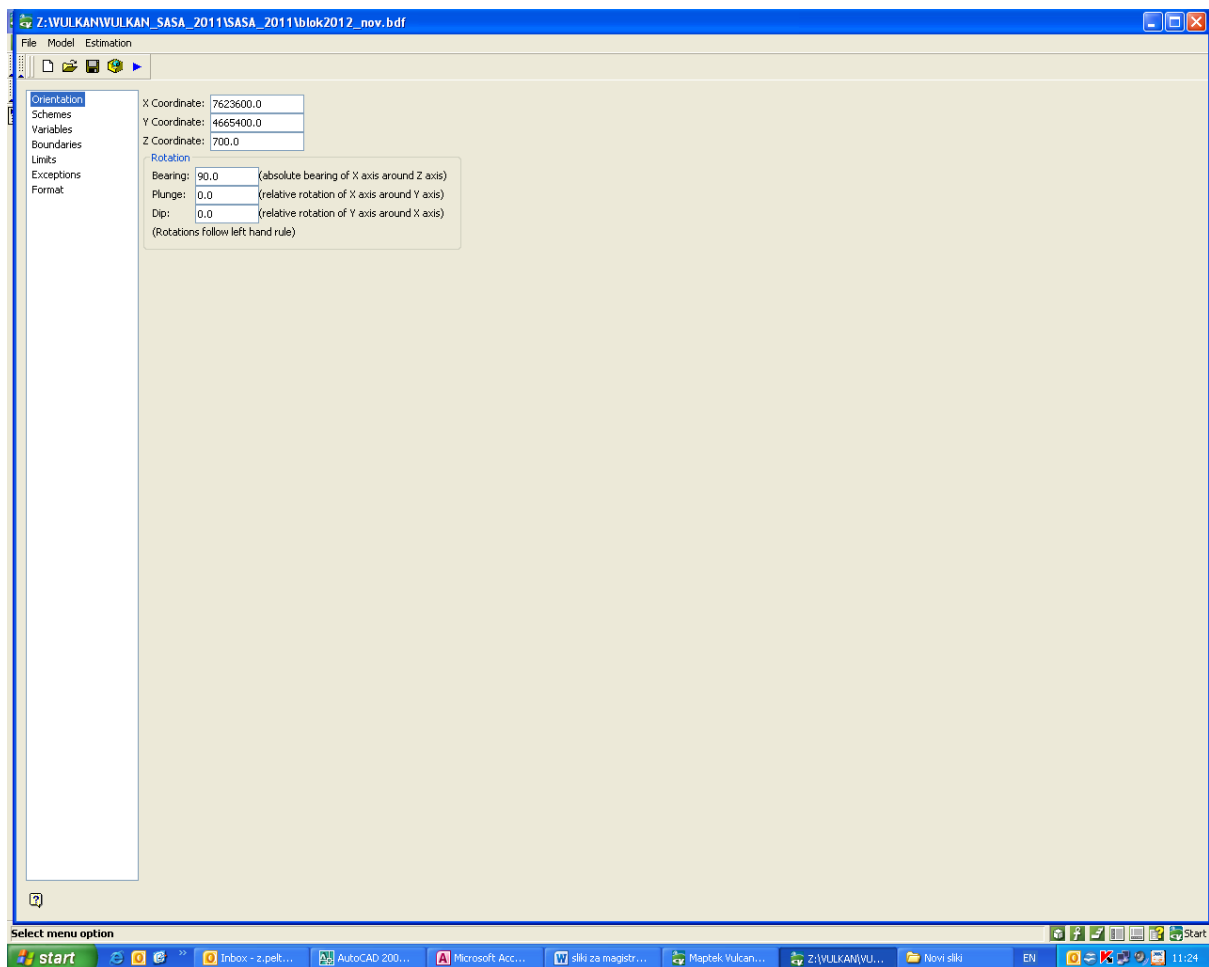 Z:\VULKAN\VULKAN_SASA_2011\SASA_2011\blok2012_nov.bdf
File Model Estimation
Orientation
Schemes
Variables
Boundaries
Limits
Exceptions
Format
X Coordinate: 7623600.0
Y Coordinate: 4665400.0
Z Coordinate: 700.0
Rotation
Bearing: 90.0 (absolute bearing of X axis around Z axis)
Plunge: 0.0 (relative rotation of X axis around Y axis)
Dip: 0.0 (relative rotation of Y axis around X axis)
(Rotations follow left hand rule)
Select menu option
Start
start
Inbox - z.pelt...
AutoCAD 200...
Microsoft Acc...
sliki za magistr...
Maptek Vulcan...
Z:\VULKAN\VU...
Novi sliki
EN
11:24